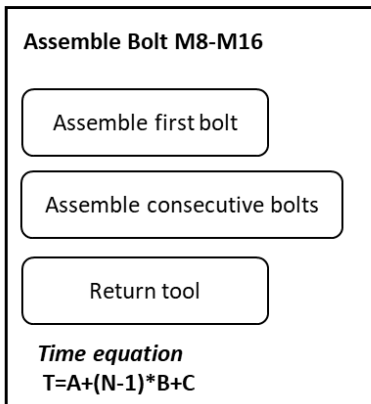 Assemble Bolt M8-M16
Assemble first bolt
Assemble consecutive bolts
Return tool
Time equation
T=A+(N-1)*B+C